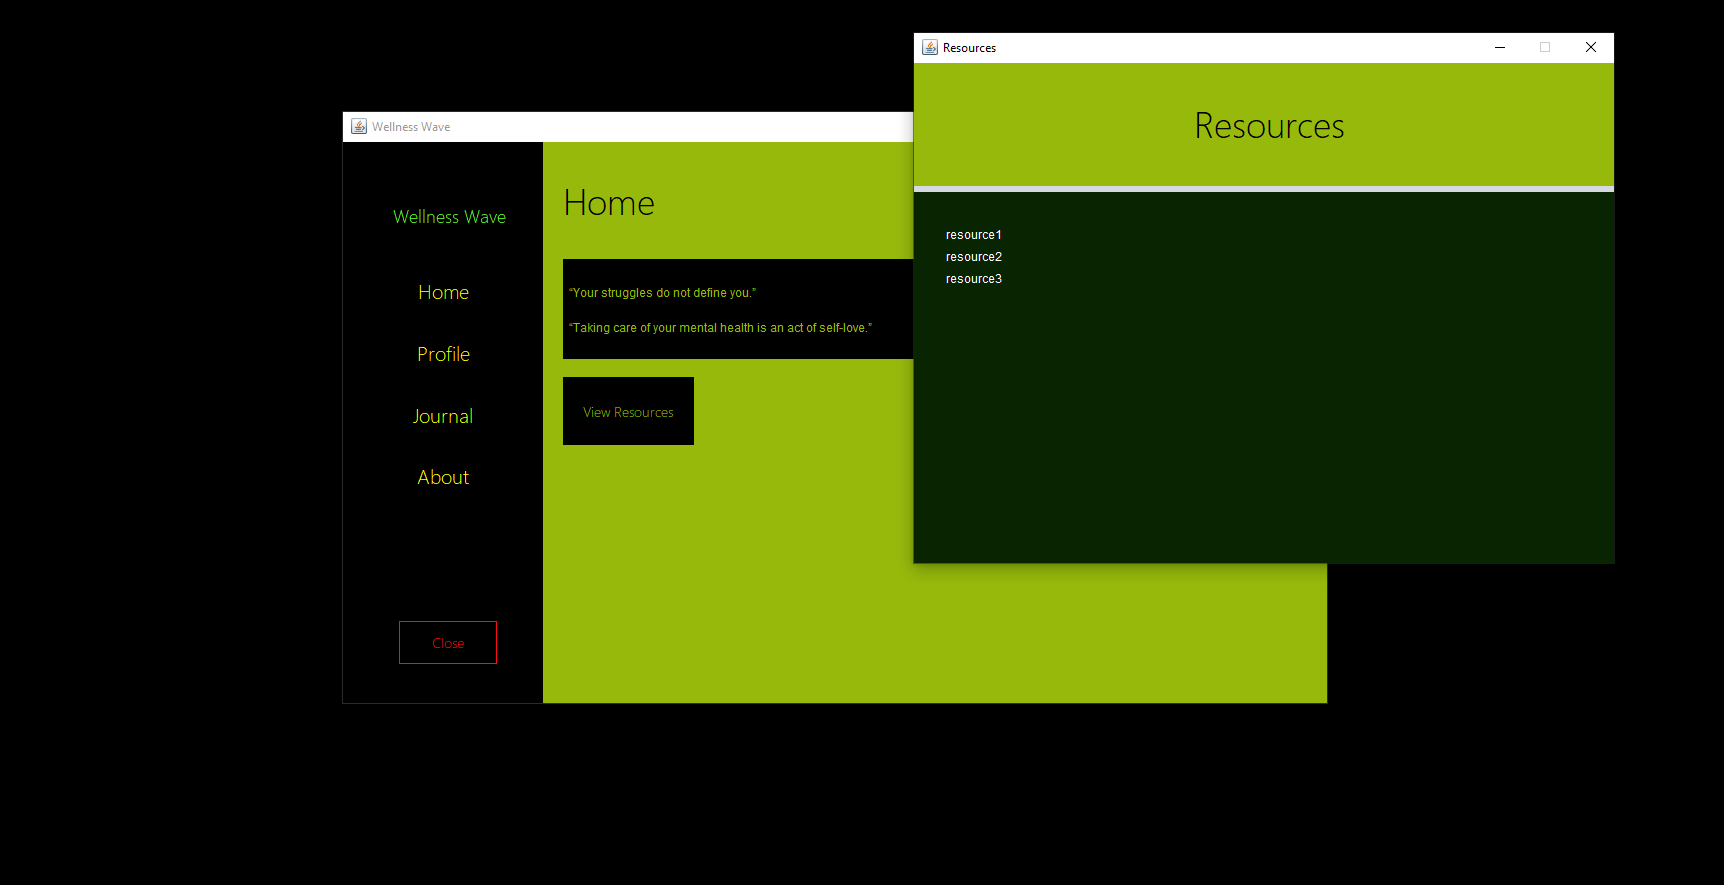 Resources
Resources
resource1
resource2
resource3
Wellness Wave
Wellness Wave
Home
Profile
Journal
About
Close
Home
“Your struggles do not define you.”
“Taking care of your mental health is an act of self-love.”
View Resources